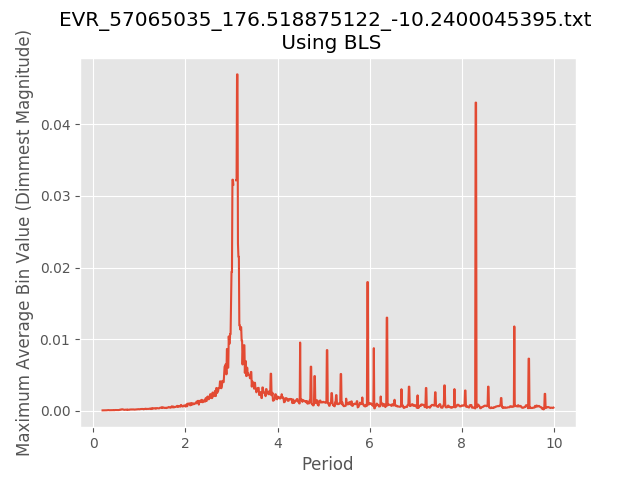 EVR_57065035_176.518875122_-10.2400045395.txt
Using BLS
Maximum Average Bin Value (Dimmest Magnitude)
0.04
0.03
0.02
0.01
0.00
0 2 4 6 8 10
Period